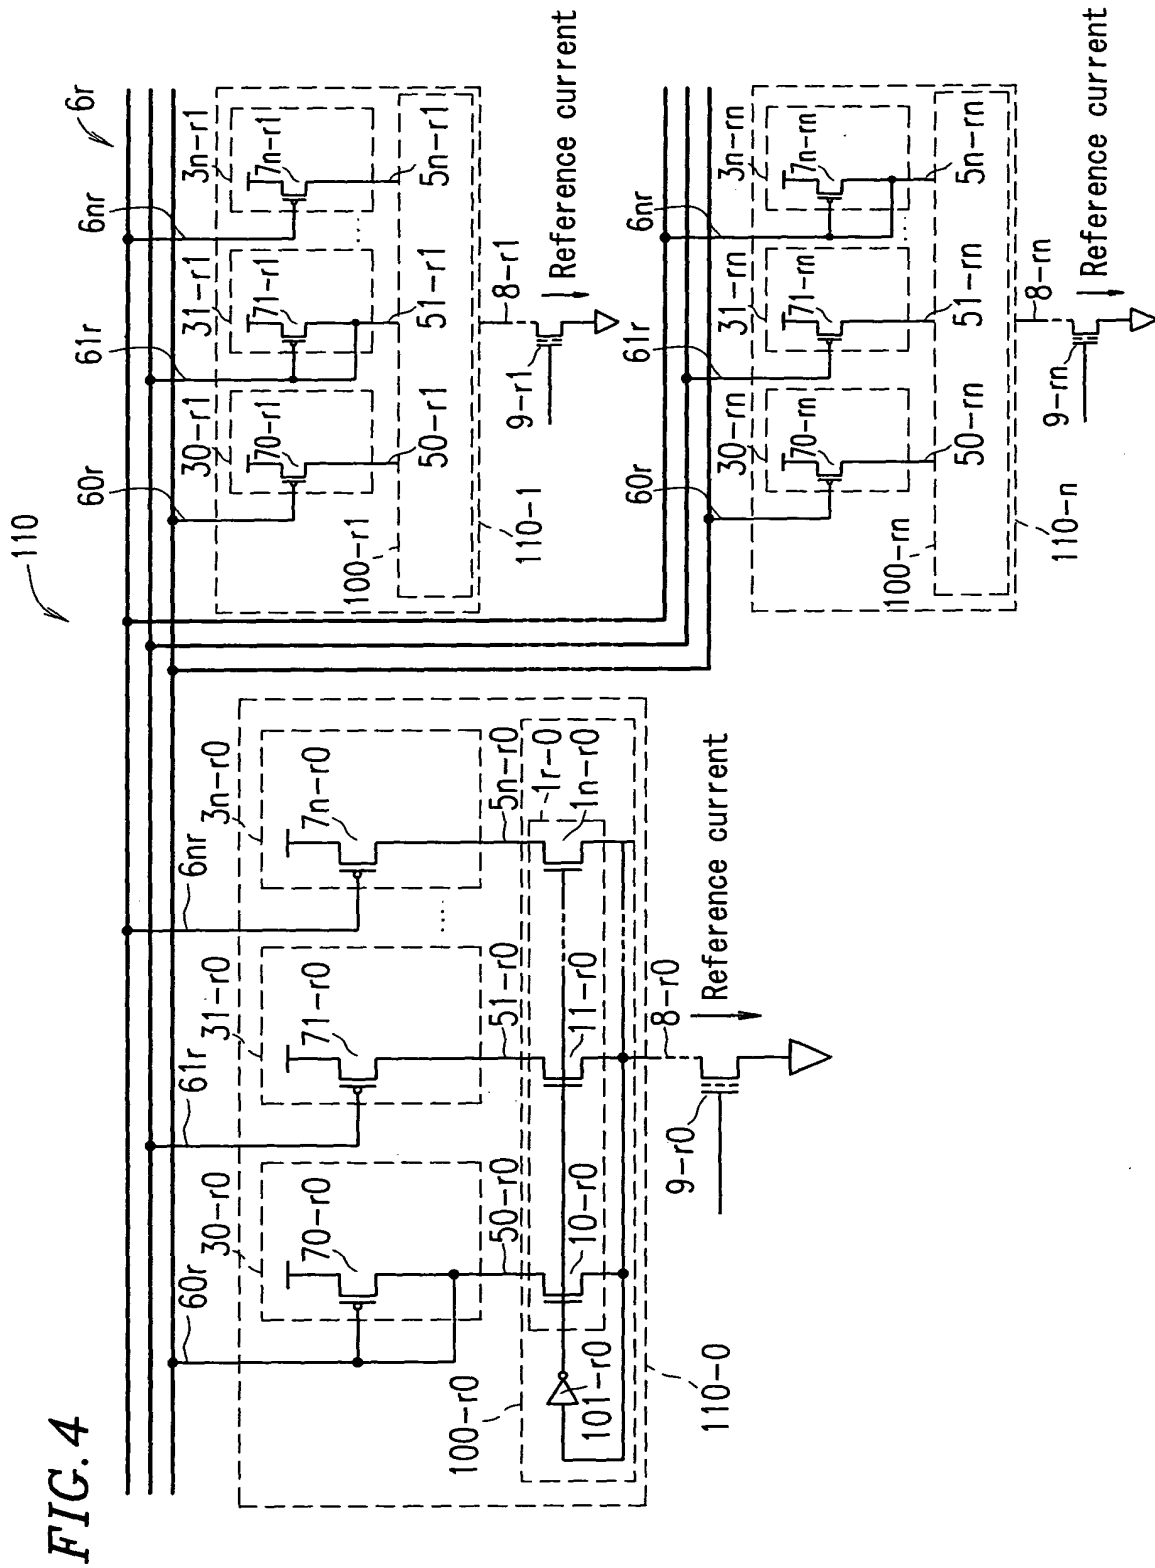 FIG. 4
110
6r
60r
61r
6nr
30-r0
31-r0
3n-r0
70-r0
71-r0
7n-r0
...
50-r0
51-r0
5n-r0
1r-0
10-r0
11-r0
1n-r0
101-r0
100-r0
110-0
8-r0
9-r0
Reference current
60r
61r
6nr
30-r1
31-r1
3n-r1
70-r1
71-r1
7n-r1
...
50-r1
51-r1
5n-r1
100-r1
110-1
8-r1
9-r1
Reference current
60r
61r
6nr
30-rn
31-rn
3n-rn
70-rn
71-rn
7n-rn
...
50-rn
51-rn
5n-rn
100-rn
110-n
8-rn
9-rn
Reference current